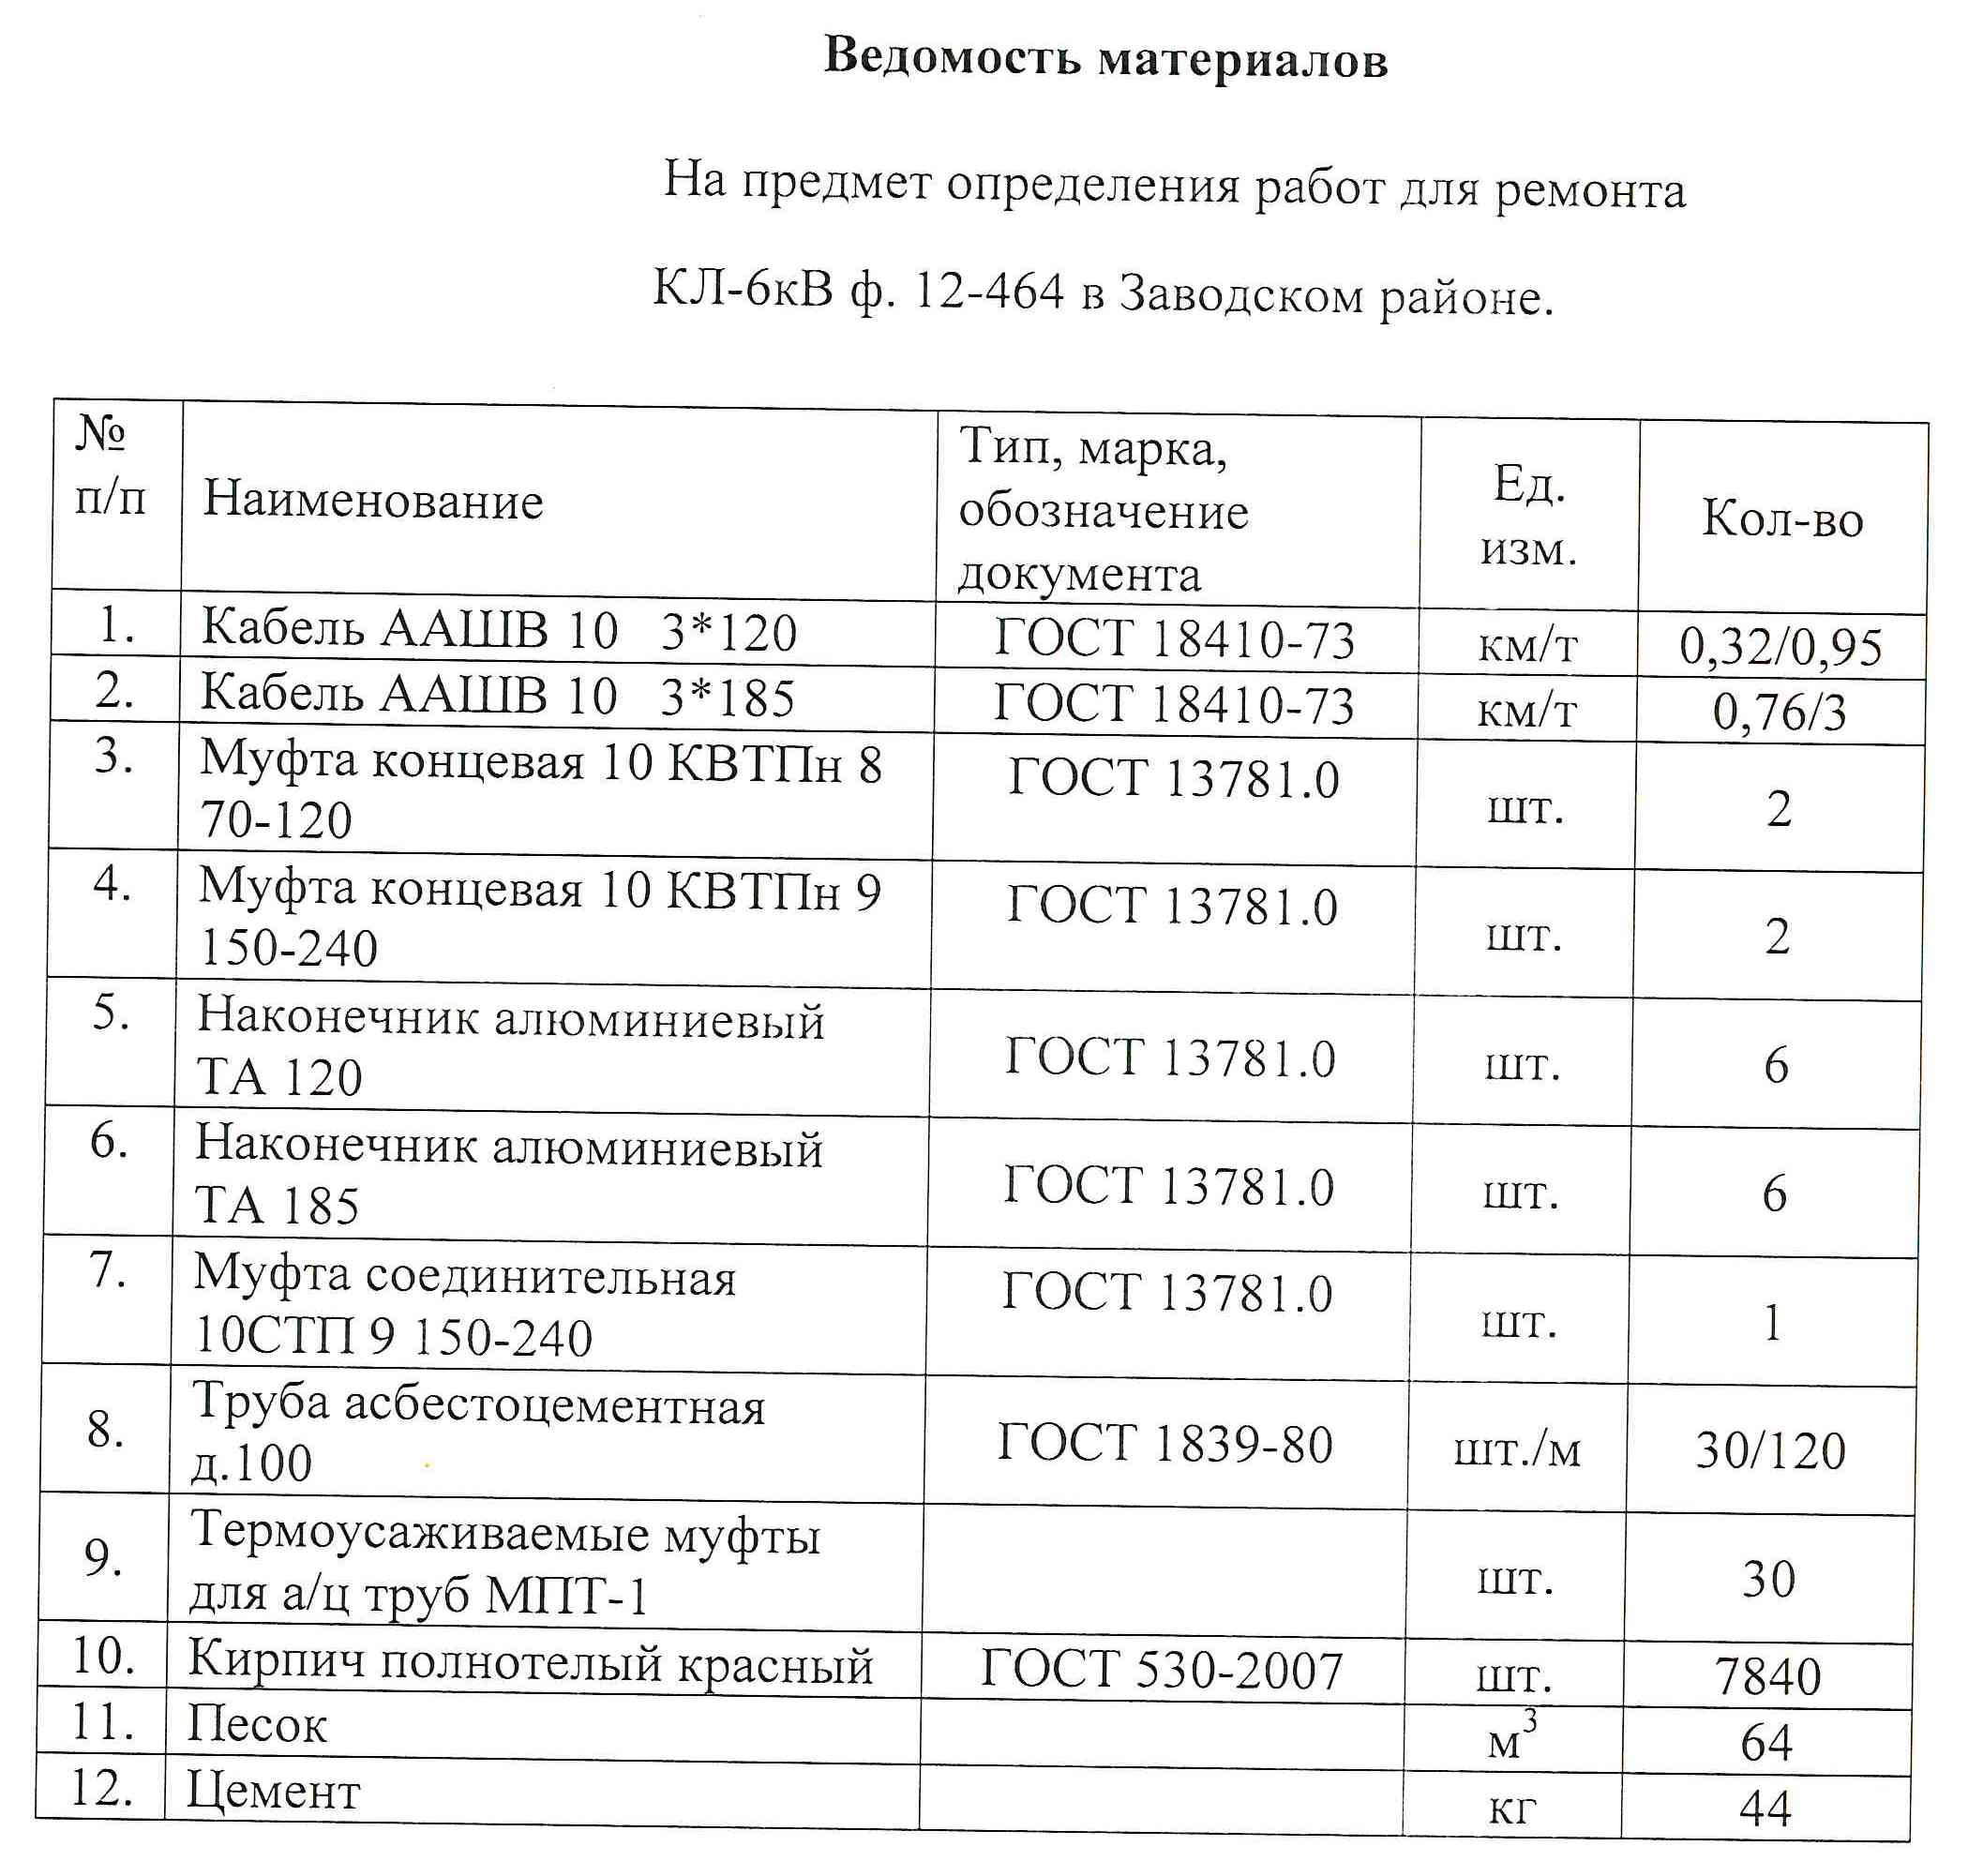 Ведомость материалов
На предмет определения работ для ремонта
КЛ-6кВ ф. 12-464 в Заводском районе.
№ п/п Наименование Тип, марка, обозначение документа Ед. изм. Кол-во
1. Кабель ААШВ 10 3*120 ГОСТ 18410-73 км/т 0,32/0,95
2. Кабель ААШВ 10 3*185 ГОСТ 18410-73 км/т 0,76/3
3. Муфта концевая 10 КВТПн 8
70-120 ГОСТ 13781.0 шт. 2
4. Муфта концевая 10 КВТПн 9
150-240 ГОСТ 13781.0 шт. 2
5. Наконечник алюминиевый
ТА 120 ГОСТ 13781.0 шт. 6
6. Наконечник алюминиевый
ТА 185 ГОСТ 13781.0 шт. 6
7. Муфта соединительная
10СТП 9 150-240 ГОСТ 13781.0 шт. 1
8. Труба асбестоцементная
д.100 ГОСТ 1839-80 шт./м 30/120
9. Термоусаживаемые муфты
для а/ц труб МПТ-1 шт. 30
10. Кирпич полнотелый красный ГОСТ 530-2007 шт. 7840
11. Песок м³ 64
12. Цемент кг 44